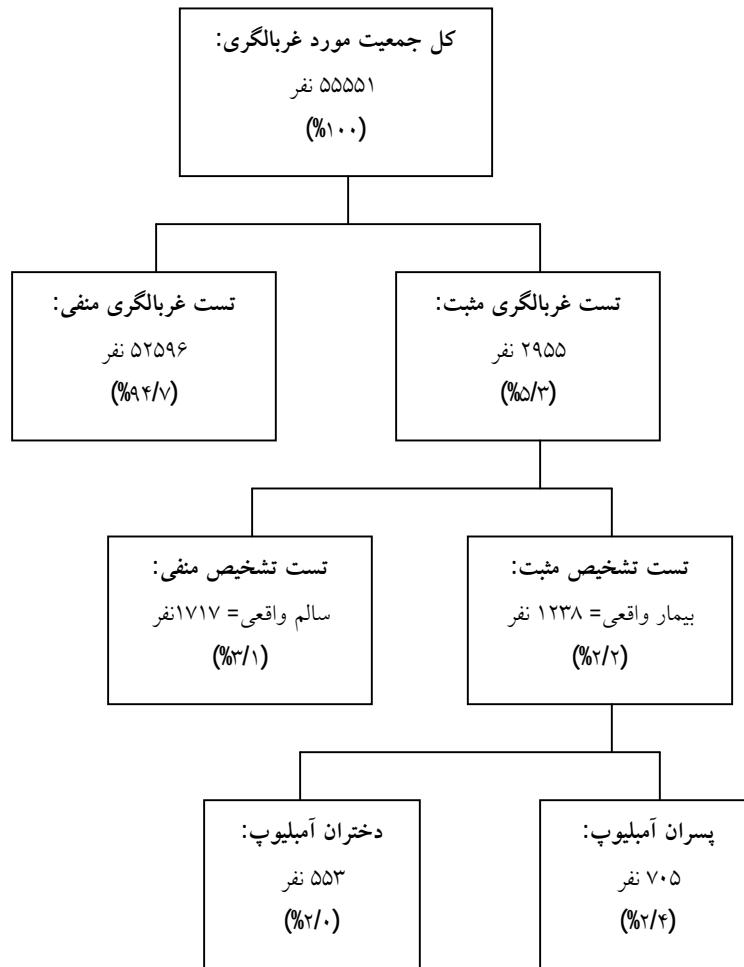 کل جمعیت مورد غربالگری:
۵۵۵۵۱ نفر
(%۱۰۰)
تست غربالگری مثبت:
۲۹۵۵ نفر
(%۵/۳)
تست غربالگری منفی:
۵۲۵۹۶ نفر
(%۹۴/۷)
تست تشخیص مثبت:
بیمار واقعی= ۱۲۳۸ نفر
(%۲/۲)
تست تشخیص منفی:
سالم واقعی= ۱۷۱۷نفر
(%۳/۱)
پسران آمبلیوپ:
۷۰۵ نفر
(%۲/۴)
دختران آمبلیوپ:
۵۵۳ نفر
(%۲/۰)